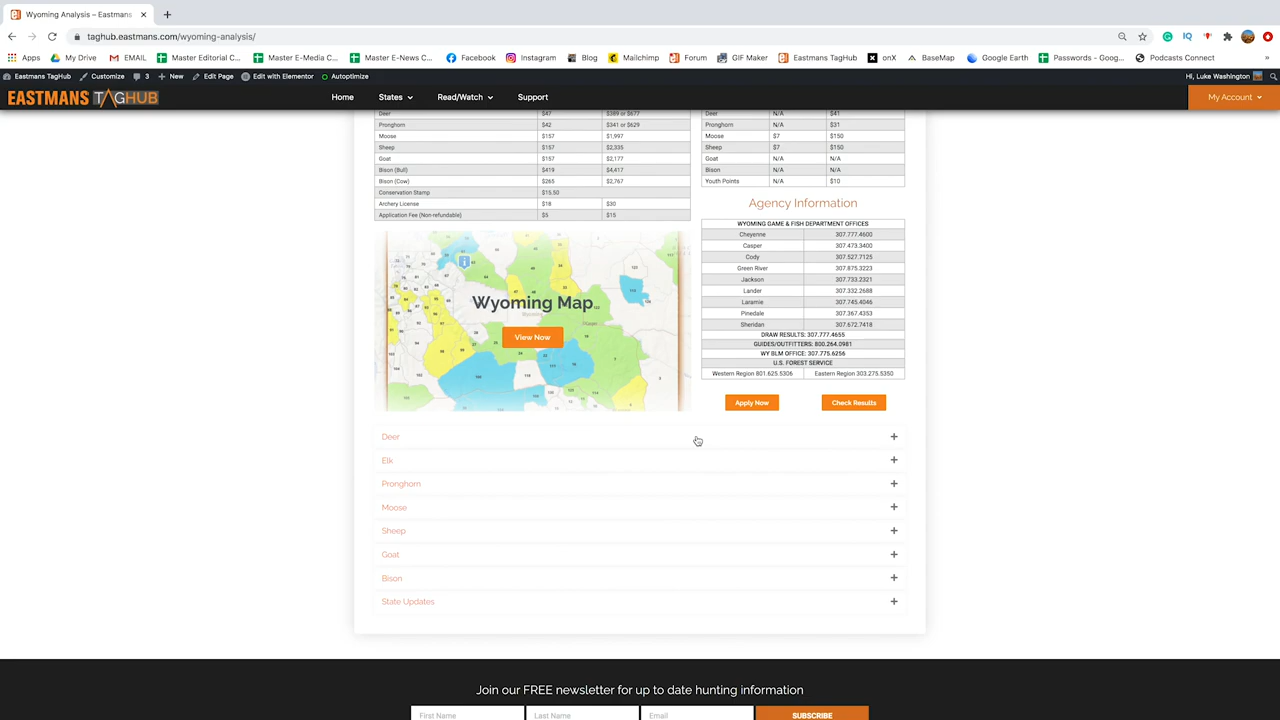 Wyoming Analysis – Eastmans
taghub.eastmans.com/wyoming-analysis/
Apps My Drive EMAIL Master Editorial C... Master E-Media C... Master E-News C... Facebook Instagram Blog Mailchimp Forum GIF Maker Eastmans TagHub onX BaseMap Google Earth Passwords - Goog... Podcasts Connect »
Eastmans TagHub Customize 3 New Edit Page Edit with Elementor Autoptimize Hi, Luke Washington
EASTMANS TAGHUB Home States Read/Watch Support My Account
Deer $47 $389 or $677
Pronghorn $42 $341 or $629
Moose $157 $1,997
Sheep $157 $2,335
Goat $157 $2,177
Bison (Bull) $419 $4,417
Bison (Cow) $265 $2,767
Conservation Stamp $15.50
Archery License $18 $30
Application Fee (Non-refundable) $5 $15
Deer N/A $41
Pronghorn N/A $31
Moose $7 $150
Sheep $7 $150
Goat N/A N/A
Bison N/A N/A
Youth Points N/A $10
Agency Information
WYOMING GAME & FISH DEPARTMENT OFFICES
Cheyenne 307.777.4600
Casper 307.473.3400
Cody 307.527.7125
Green River 307.875.3223
Jackson 307.733.2321
Lander 307.332.2688
Laramie 307.745.4046
Pinedale 307.367.4353
Sheridan 307.672.7418
DRAW RESULTS: 307.777.4655
GUIDES/OUTFITTERS: 800.264.0981
WY BLM OFFICE: 307.775.6256
U.S. FOREST SERVICE
Western Region 801.625.5306 Eastern Region 303.275.5350
Wyoming Map
View Now
Apply Now Check Results
Deer +
Elk +
Pronghorn +
Moose +
Sheep +
Goat +
Bison +
State Updates +
Join our FREE newsletter for up to date hunting information
First Name Last Name Email SUBSCRIBE